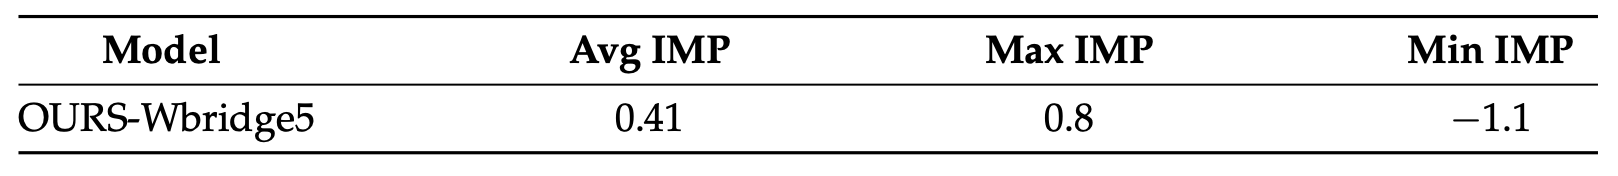 Model Avg IMP Max IMP Min IMP
OURS-Wbridge5 0.41 0.8 −1.1